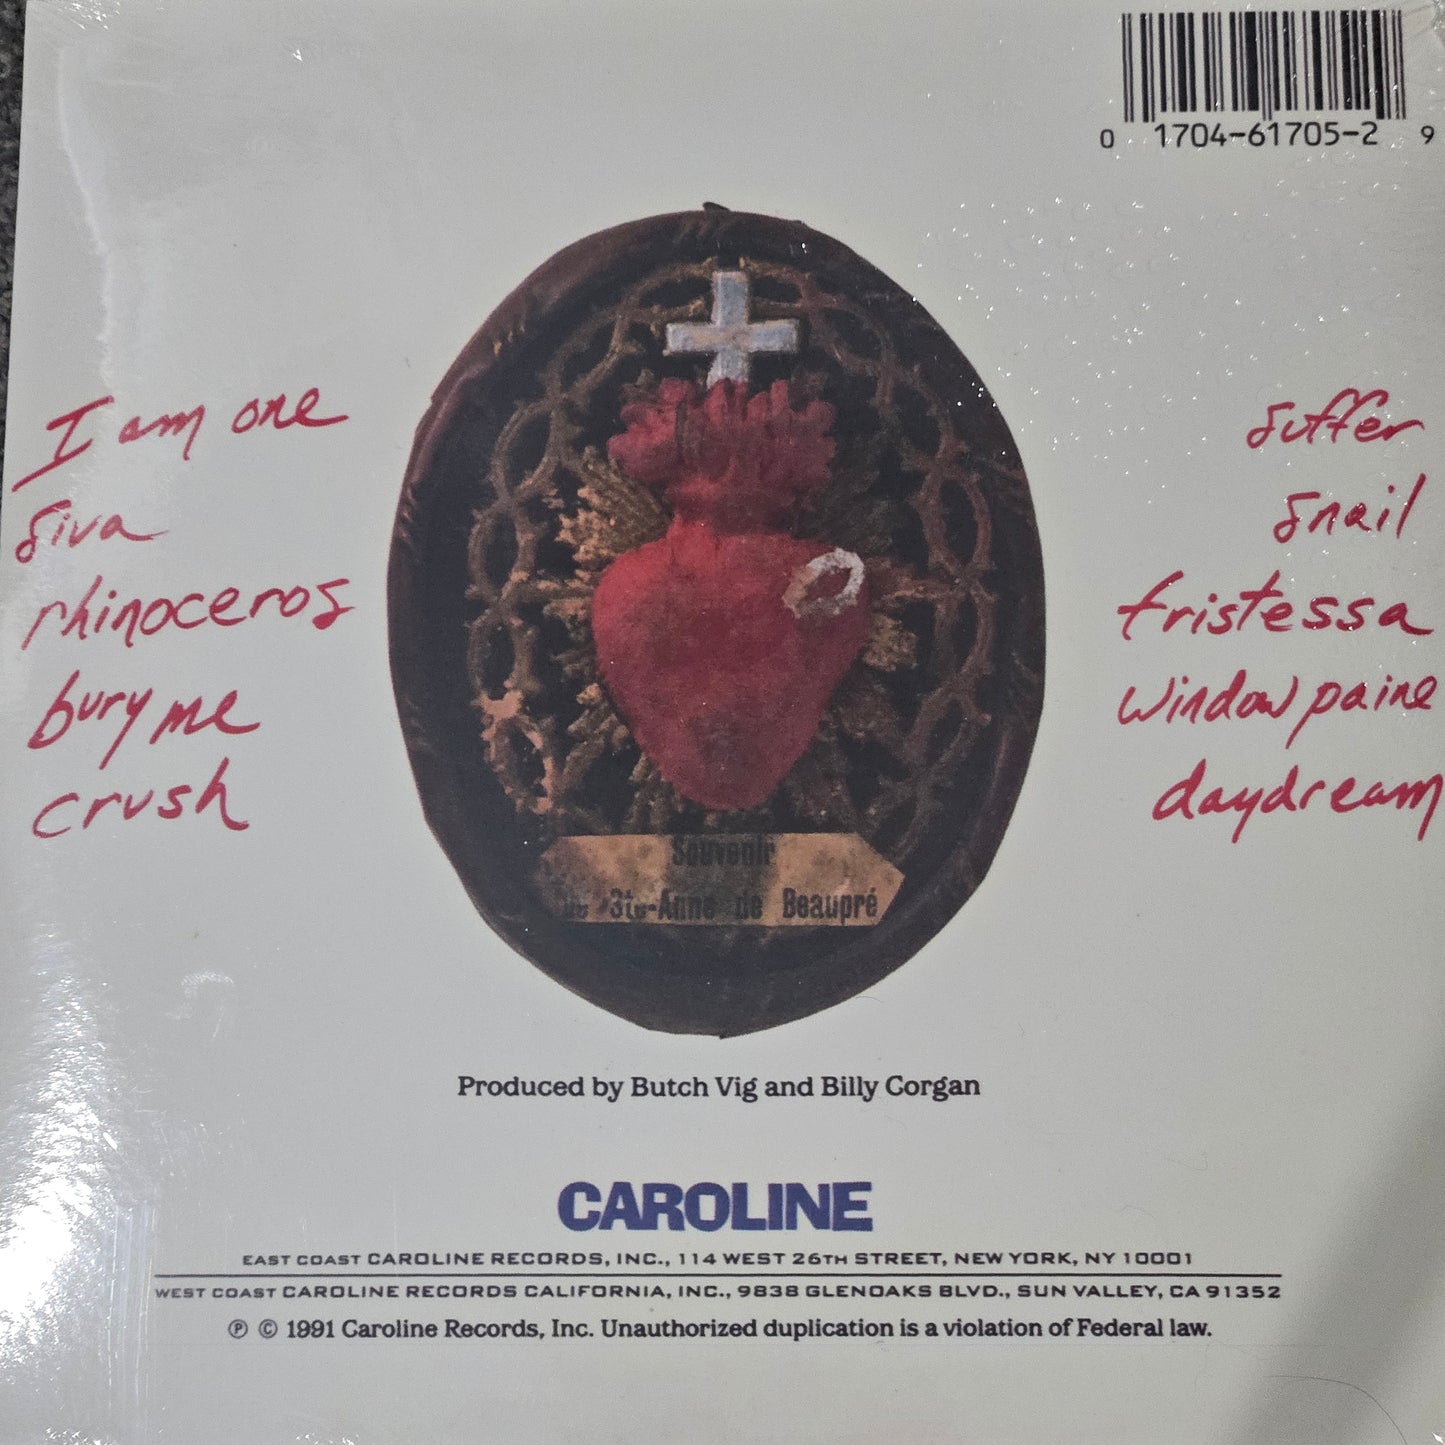 0 1704-61705-2 9
I am one
siva
rhinoceros
bury me
crush
suffer
snail
tristessa
window paine
daydream
Souvenir
de Ste-Anne de Beaupré
Produced by Butch Vig and Billy Corgan
CAROLINE
EAST COAST CAROLINE RECORDS, INC., 114 WEST 26TH STREET, NEW YORK, NY 10001
WEST COAST CAROLINE RECORDS CALIFORNIA, INC., 9838 GLENOAKS BLVD., SUN VALLEY, CA 91352
℗ © 1991 Caroline Records, Inc. Unauthorized duplication is a violation of Federal law.